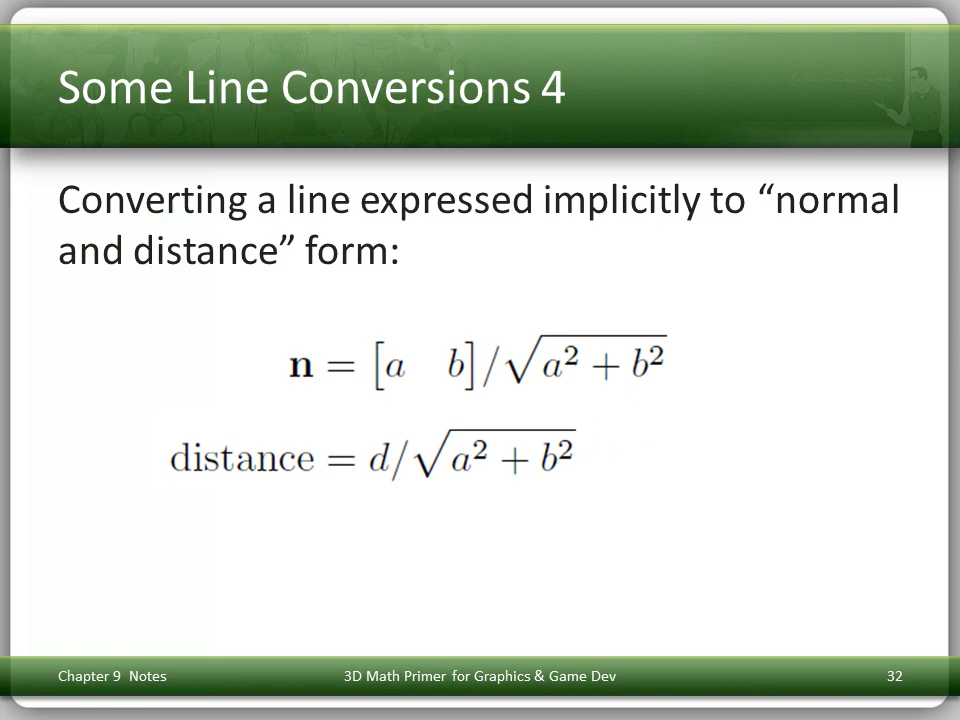 Some Line Conversions 4
Converting a line expressed implicitly to “normal
and distance” form:
n = [a b]/√(a² + b²)
distance = d/√(a² + b²)
Chapter 9 Notes 3D Math Primer for Graphics & Game Dev 32